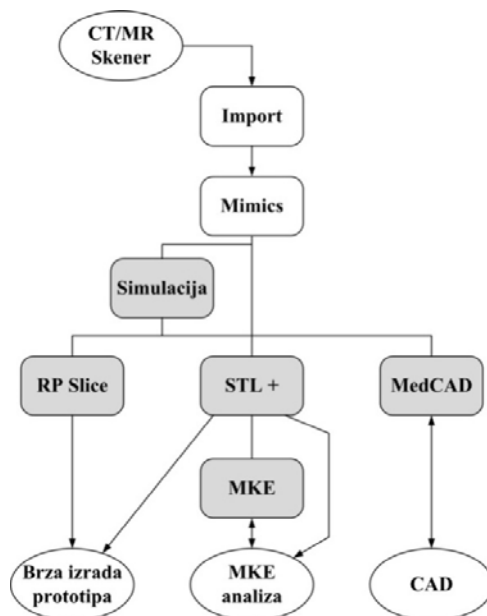 CT/MR
Skener
Import
Mimics
Simulacija
RP Slice
STL +
MedCAD
MKE
Brza izrada
prototipa
MKE
analiza
CAD